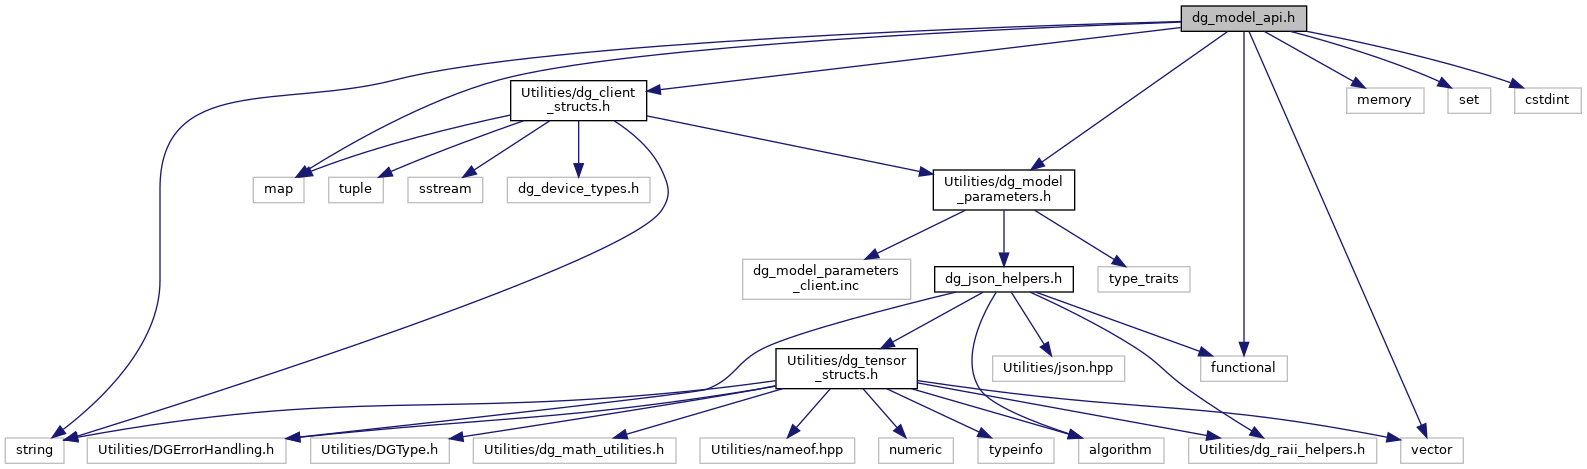 dg_model_api.h
Utilities/dg_client
_structs.h
memory
set
cstdint
map
tuple
sstream
dg_device_types.h
Utilities/dg_model
_parameters.h
dg_model_parameters
_client.inc
dg_json_helpers.h
type_traits
Utilities/dg_tensor
_structs.h
Utilities/json.hpp
functional
string
Utilities/DGErrorHandling.h
Utilities/DGType.h
Utilities/dg_math_utilities.h
Utilities/nameof.hpp
numeric
typeinfo
algorithm
Utilities/dg_raii_helpers.h
vector